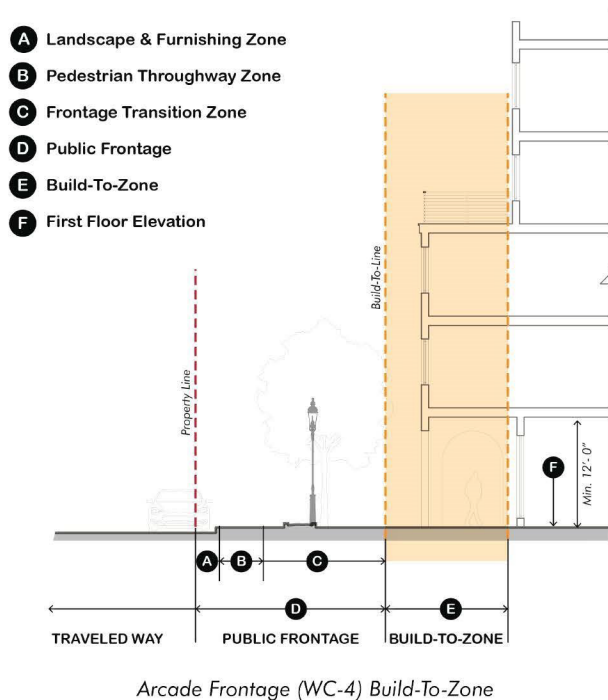 A Landscape & Furnishing Zone
B Pedestrian Throughway Zone
C Frontage Transition Zone
D Public Frontage
E Build-To-Zone
F First Floor Elevation
Build-To-Line
Property Line
F
Min. 12'- 0"
A B C
D E
TRAVELED WAY PUBLIC FRONTAGE BUILD-TO-ZONE
Arcade Frontage (WC-4) Build-To-Zone